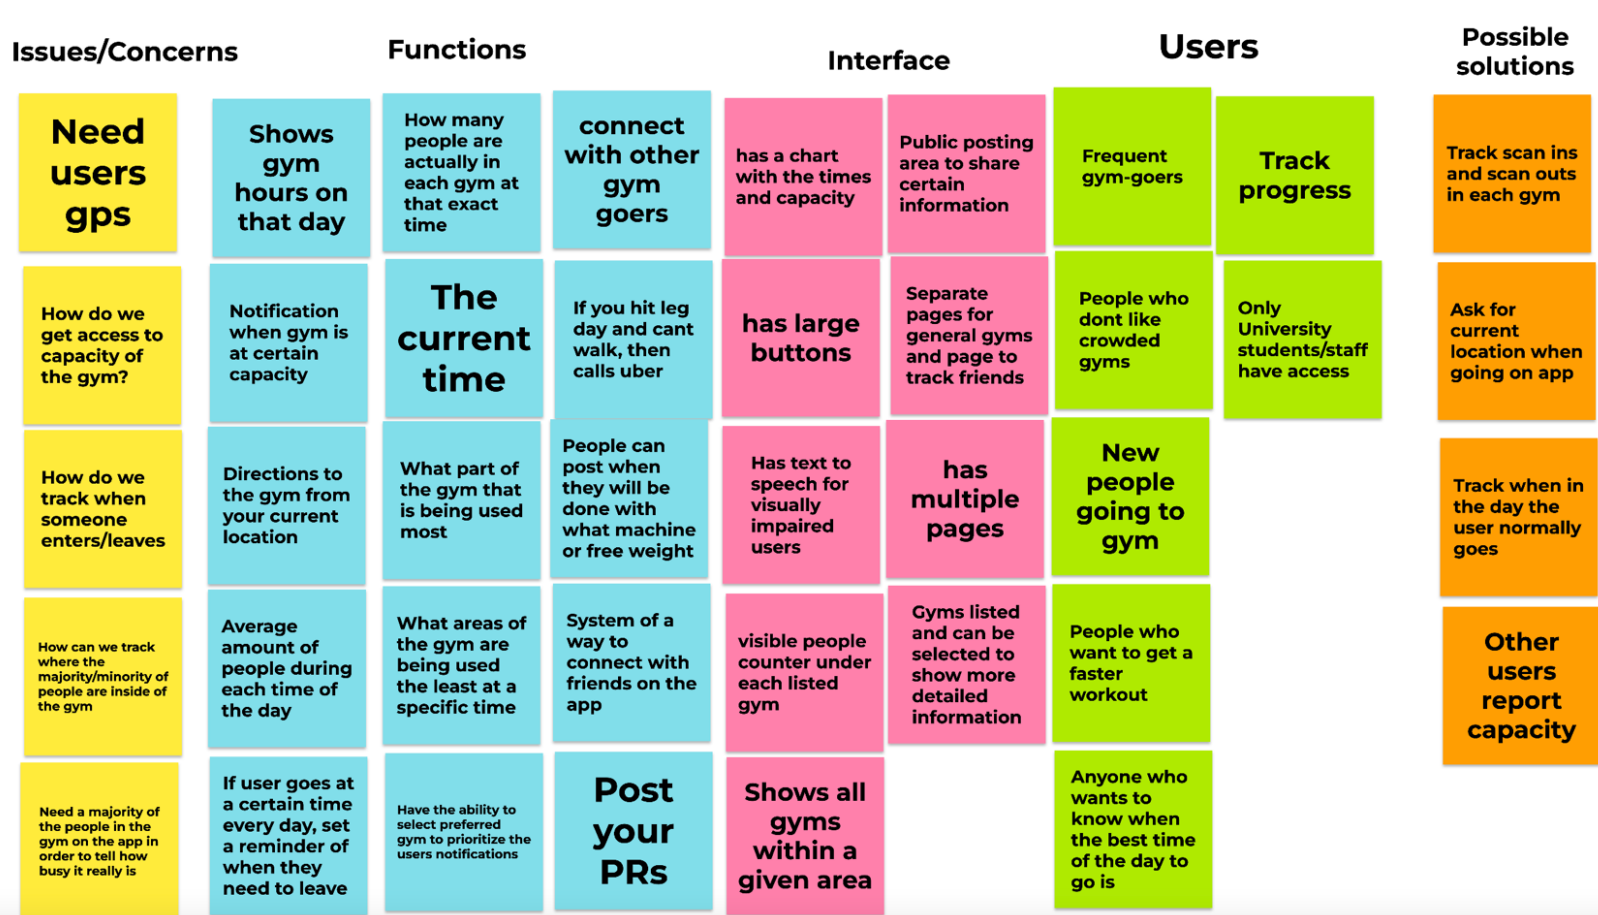 Issues/Concerns
Need
users
gps
How do we
get access to
capacity of
the gym?
How do we
track when
someone
enters/leaves
How can we track
where the
majority/minority of
people are inside of
the gym
Need a majority of
the people in the
gym on the app in
order to tell how
busy it really is
Functions
Shows
gym
hours on
that day
Notification
when gym is
at certain
capacity
Directions to
the gym from
your current
location
Average
amount of
people during
each time of
the day
If user goes at
a certain time
every day, set
a reminder of
when they
need to leave
How many
people are
actually in
each gym at
that exact
time
The
current
time
What part of
the gym that
is being used
most
What areas of
the gym are
being used
the least at a
specific time
Have the ability to
select preferred
gym to prioritize the
users notifications
connect
with other
gym
goers
If you hit leg
day and cant
walk, then
calls uber
People can
post when
they will be
done with
what machine
or free weight
System of a
way to
connect with
friends on the
app
Post
your
PRs
Interface
has a chart
with the times
and capacity
has large
buttons
Has text to
speech for
visually
impaired
users
visible people
counter under
each listed
gym
Shows all
gyms
within a
given area
Public posting
area to share
certain
information
Separate
pages for
general gyms
and page to
track friends
has
multiple
pages
Gyms listed
and can be
selected to
show more
detailed
information
Users
Frequent
gym-goers
People who
dont like
crowded
gyms
New
people
going to
gym
People who
want to get a
faster
workout
Anyone who
wants to
know when
the best time
of the day to
go is
Track
progress
Only
University
students/staff
have access
Possible
solutions
Track scan ins
and scan outs
in each gym
Ask for
current
location when
going on app
Track when in
the day the
user normally
goes
Other
users
report
capacity